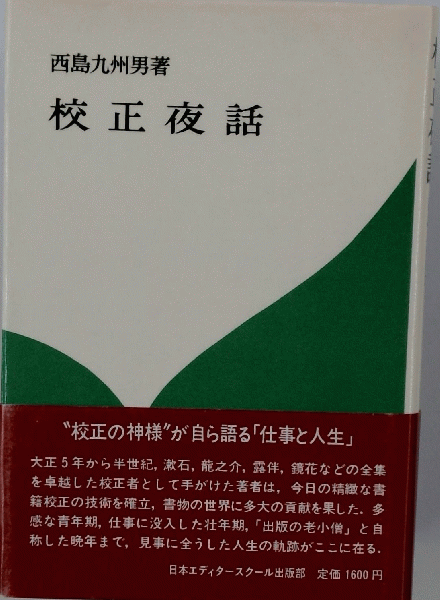 西島九州男著
校正夜話
校正夜話
“校正の神様”が自ら語る「仕事と人生」
大正5年から半世紀，漱石，龍之介，露伴，鏡花などの全集
を卓越した校正者として手がけた著者は，今日の精緻な書
籍校正の技術を確立，書物の世界に多大の貢献を果した．多
感な青年期，仕事に没入した壮年期，「出版の老小僧」と自
称した晩年まで，見事に全うした人生の軌跡がここに在る．
日本エディタースクール出版部 定価 1600円